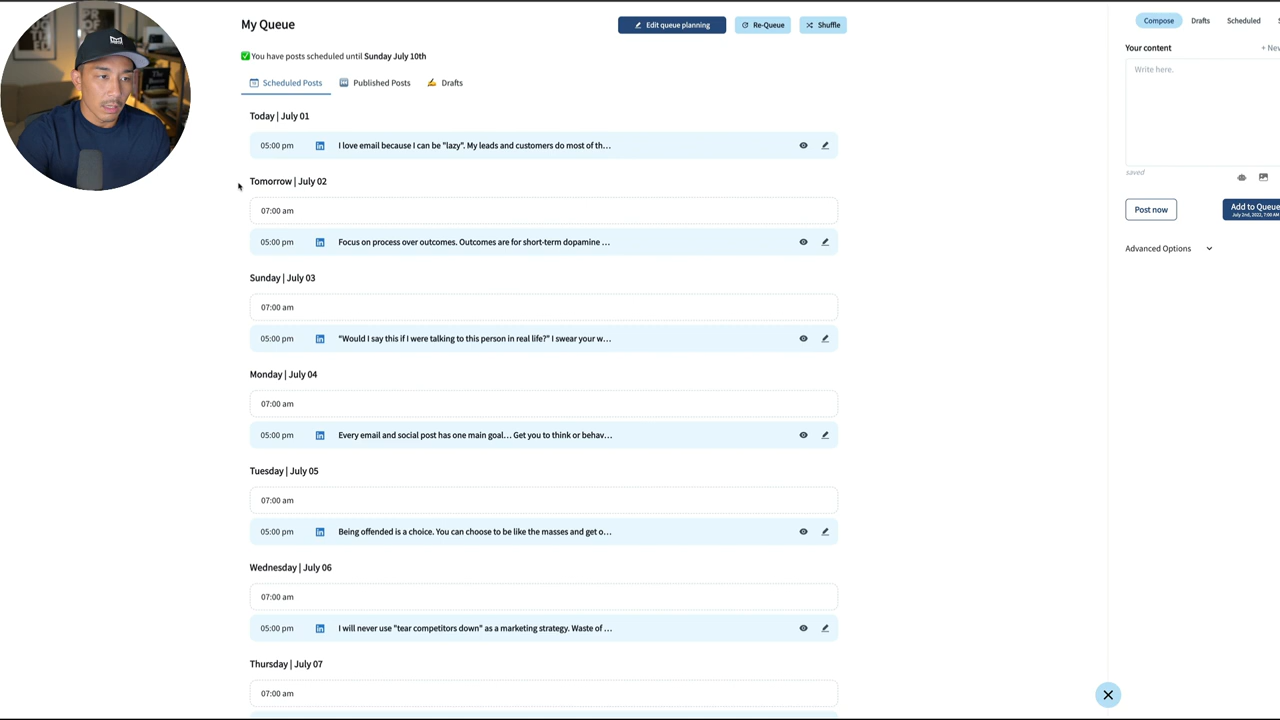 My Queue
Edit queue planning
Re-Queue
Shuffle
✅ You have posts scheduled until Sunday July 10th
Scheduled Posts
Published Posts
Drafts
Today | July 01
05:00 pm I love email because I can be "lazy". My leads and customers do most of th...
Tomorrow | July 02
07:00 am
05:00 pm Focus on process over outcomes. Outcomes are for short-term dopamine ...
Sunday | July 03
07:00 am
05:00 pm "Would I say this if I were talking to this person in real life?" I swear your w...
Monday | July 04
07:00 am
05:00 pm Every email and social post has one main goal... Get you to think or behav...
Tuesday | July 05
07:00 am
05:00 pm Being offended is a choice. You can choose to be like the masses and get o...
Wednesday | July 06
07:00 am
05:00 pm I will never use "tear competitors down" as a marketing strategy. Waste of ...
Thursday | July 07
07:00 am
Compose
Drafts
Scheduled
Your content
+ New
Write here.
saved
Post now
Add to Queue
July 2nd, 2022, 7:00 AM
Advanced Options